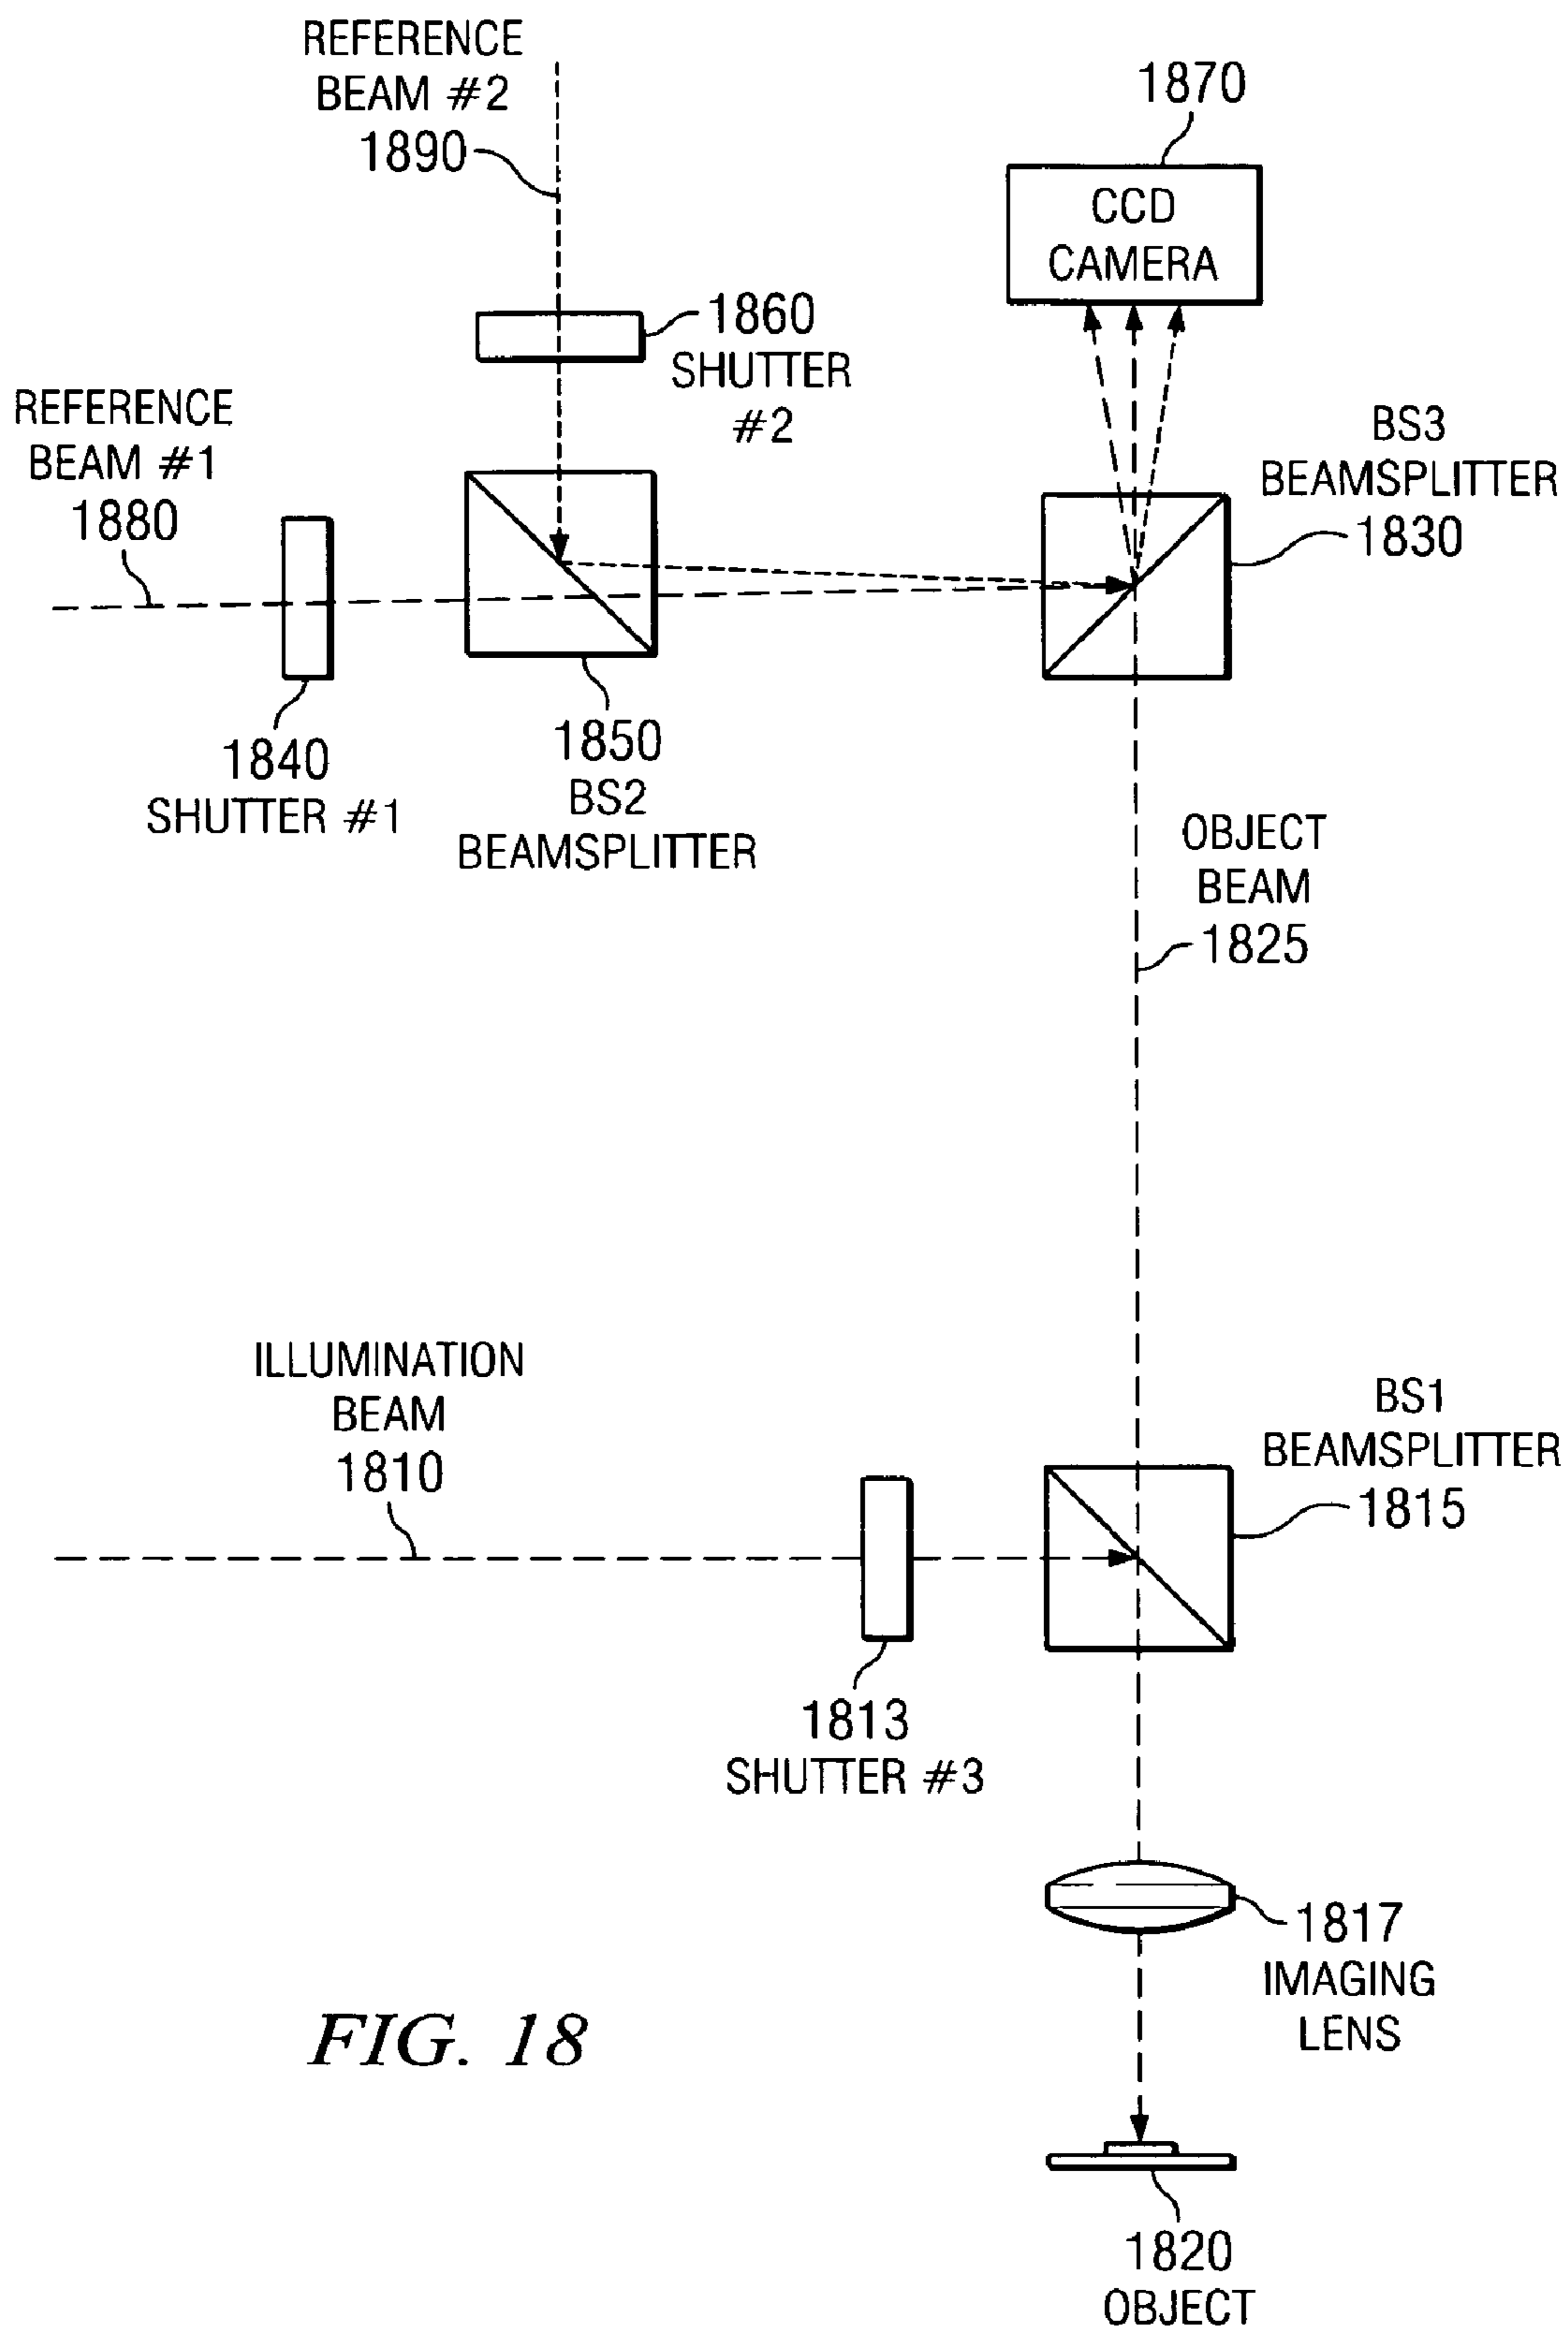 REFERENCE
BEAM #2
1890
1870
CCD
CAMERA
1860
SHUTTER
#2
REFERENCE
BEAM #1
1880
BS3
BEAMSPLITTER
1830
1840
SHUTTER #1
1850
BS2
BEAMSPLITTER
OBJECT
BEAM
1825
ILLUMINATION
BEAM
1810
BS1
BEAMSPLITTER
1815
1813
SHUTTER #3
1817
IMAGING
LENS
FIG. 18
1820
OBJECT